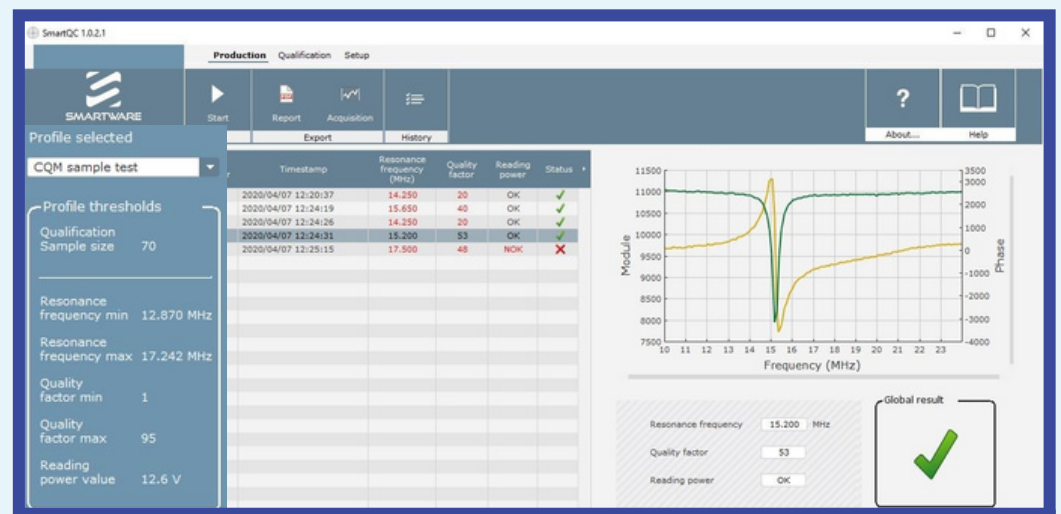 SmartQC 1.0.2.1
Production Qualification Setup
SMARTWARE
Start
Report
Acquisition
Export
History
?
About...
Help
Profile selected
CQM sample test
Profile thresholds
Qualification
Sample size 70
Resonance
frequency min 12.870 MHz
Resonance
frequency max 17.242 MHz
Quality
factor min 1
Quality
factor max 95
Reading
power value 12.6 V
Timestamp Resonance frequency (MHz) Quality factor Reading power Status
2020/04/07 12:20:37 14.250 20 OK
2020/04/07 12:24:19 15.650 40 OK
2020/04/07 12:24:26 14.250 20 OK
2020/04/07 12:24:31 15.200 53 OK
2020/04/07 12:25:15 17.500 48 NOK
11500
11000
10500
10000
9500
9000
8500
8000
7500
Module
3500
3000
2000
1000
0
-1000
-2000
-3000
-4000
Phase
10 11 12 13 14 15 16 17 18 19 20 21 22 23
Frequency (MHz)
Resonance frequency 15.200 MHz
Quality factor 53
Reading power OK
Global result